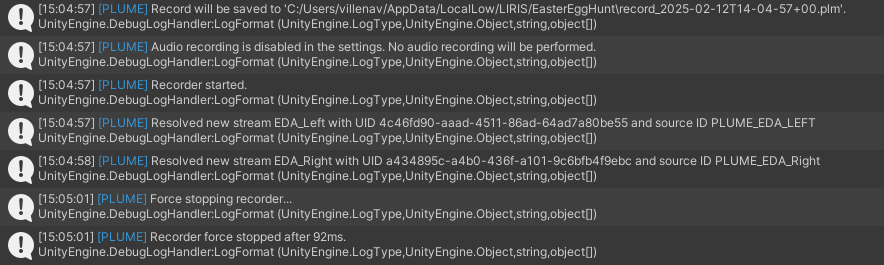 [15:04:57] [PLUME] Record will be saved to 'C:/Users/villenav/AppData/LocalLow/LIRIS/EasterEggHunt\record_2025-02-12T14-04-57+00.plm'.
UnityEngine.DebugLogHandler:LogFormat (UnityEngine.LogType,UnityEngine.Object,string,object[])
[15:04:57] [PLUME] Audio recording is disabled in the settings. No audio recording will be performed.
UnityEngine.DebugLogHandler:LogFormat (UnityEngine.LogType,UnityEngine.Object,string,object[])
[15:04:57] [PLUME] Recorder started.
UnityEngine.DebugLogHandler:LogFormat (UnityEngine.LogType,UnityEngine.Object,string,object[])
[15:04:57] [PLUME] Resolved new stream EDA_Left with UID 4c46fd90-aaad-4511-86ad-64ad7a80be55 and source ID PLUME_EDA_LEFT
UnityEngine.DebugLogHandler:LogFormat (UnityEngine.LogType,UnityEngine.Object,string,object[])
[15:04:58] [PLUME] Resolved new stream EDA_Right with UID a434895c-a4b0-436f-a101-9c6bfb4f9ebc and source ID PLUME_EDA_Right
UnityEngine.DebugLogHandler:LogFormat (UnityEngine.LogType,UnityEngine.Object,string,object[])
[15:05:01] [PLUME] Force stopping recorder...
UnityEngine.DebugLogHandler:LogFormat (UnityEngine.LogType,UnityEngine.Object,string,object[])
[15:05:01] [PLUME] Recorder force stopped after 92ms.
UnityEngine.DebugLogHandler:LogFormat (UnityEngine.LogType,UnityEngine.Object,string,object[])